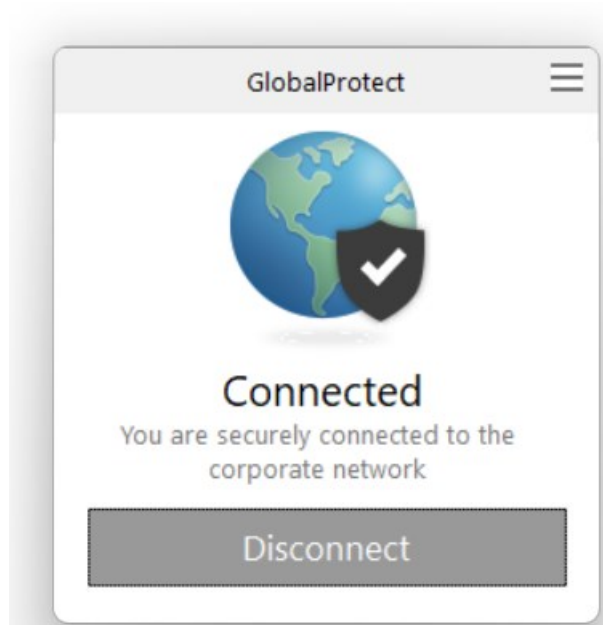 GlobalProtect
Connected
You are securely connected to the
corporate network
Disconnect